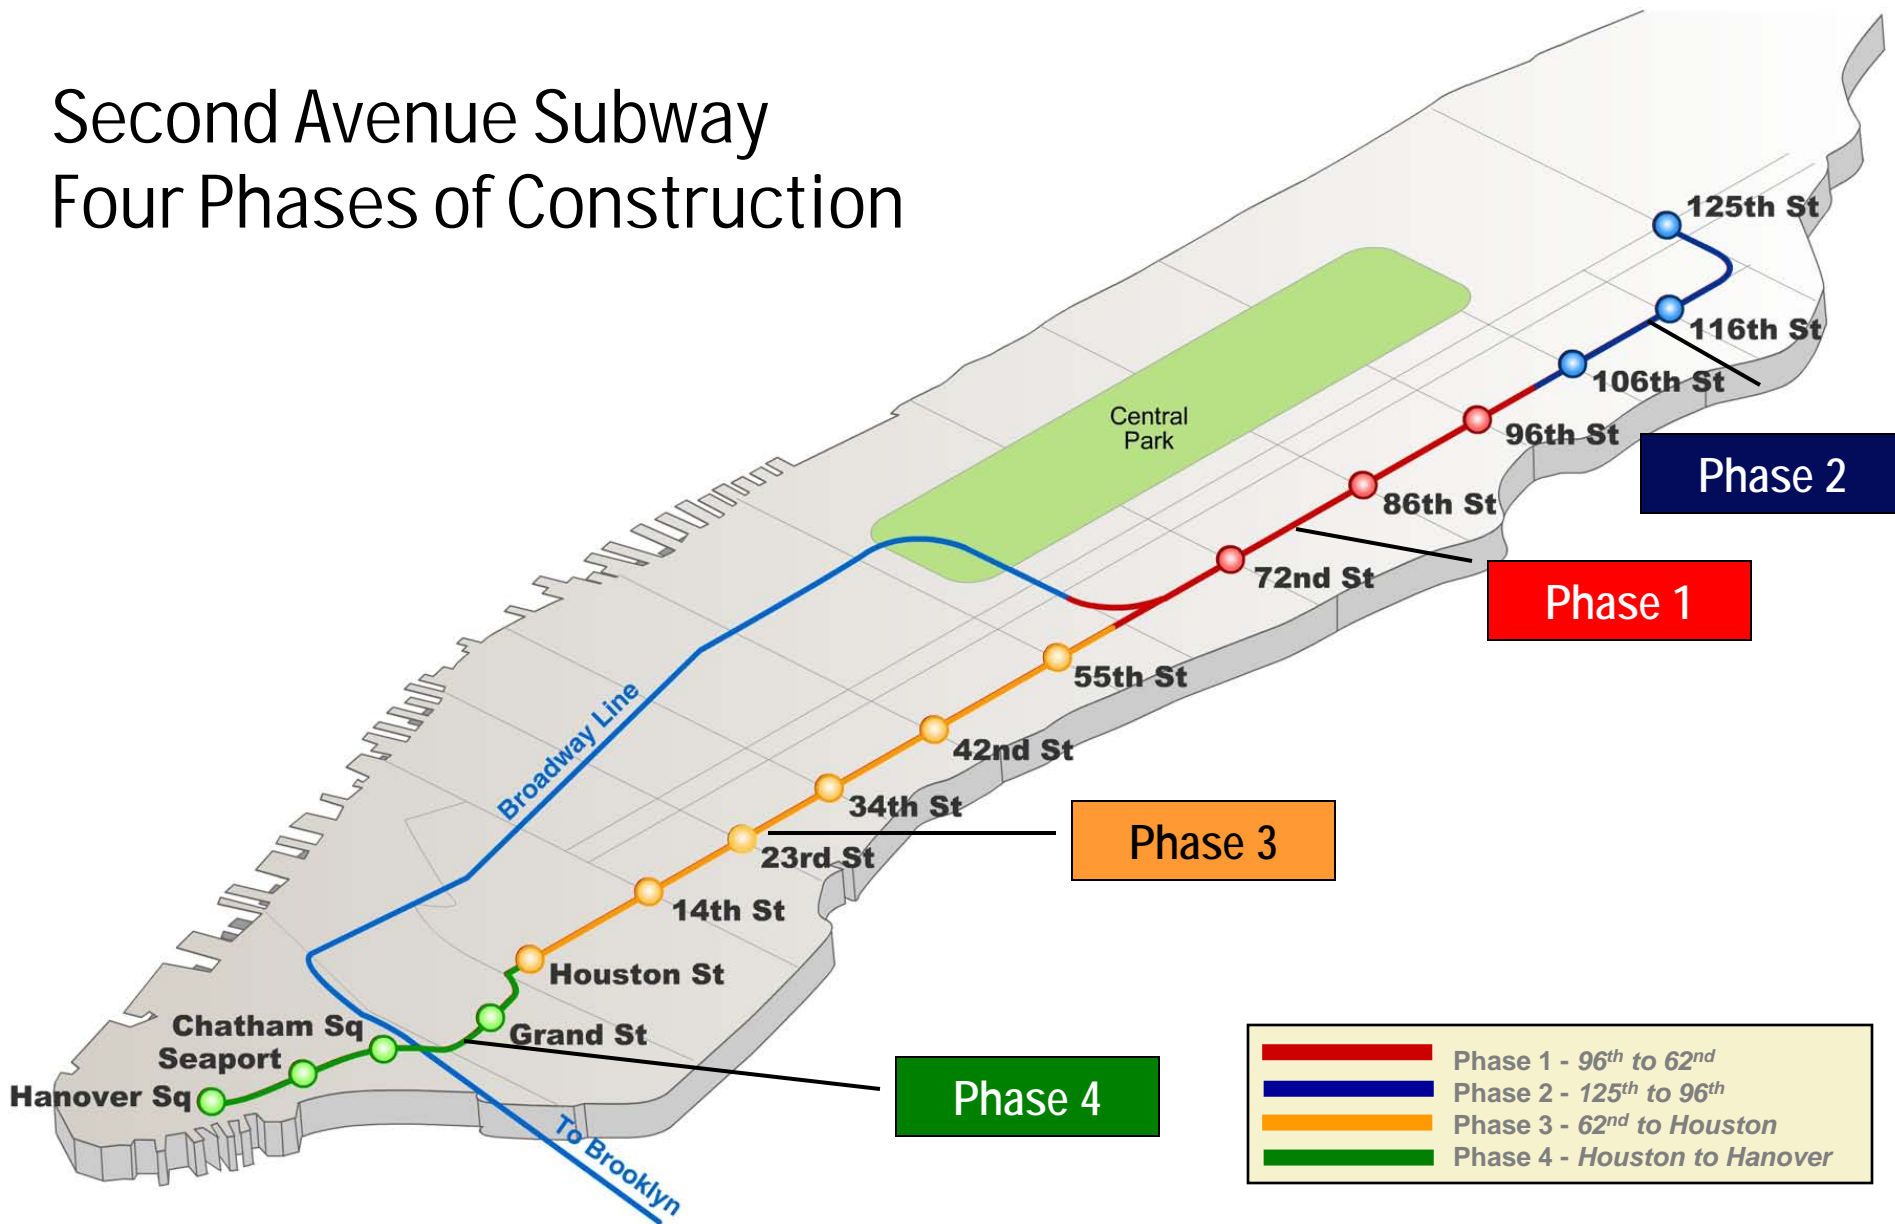 Second Avenue Subway
Four Phases of Construction
125th St
116th St
106th St
Central
Park
96th St
Phase 2
86th St
72nd St
Phase 1
55th St
Broadway Line
42nd St
34th St
Phase 3
23rd St
14th St
Houston St
Chatham Sq
Grand St
Seaport
Hanover Sq
Phase 4
To Brooklyn
Phase 1 - 96th to 62nd
Phase 2 - 125th to 96th
Phase 3 - 62nd to Houston
Phase 4 - Houston to Hanover